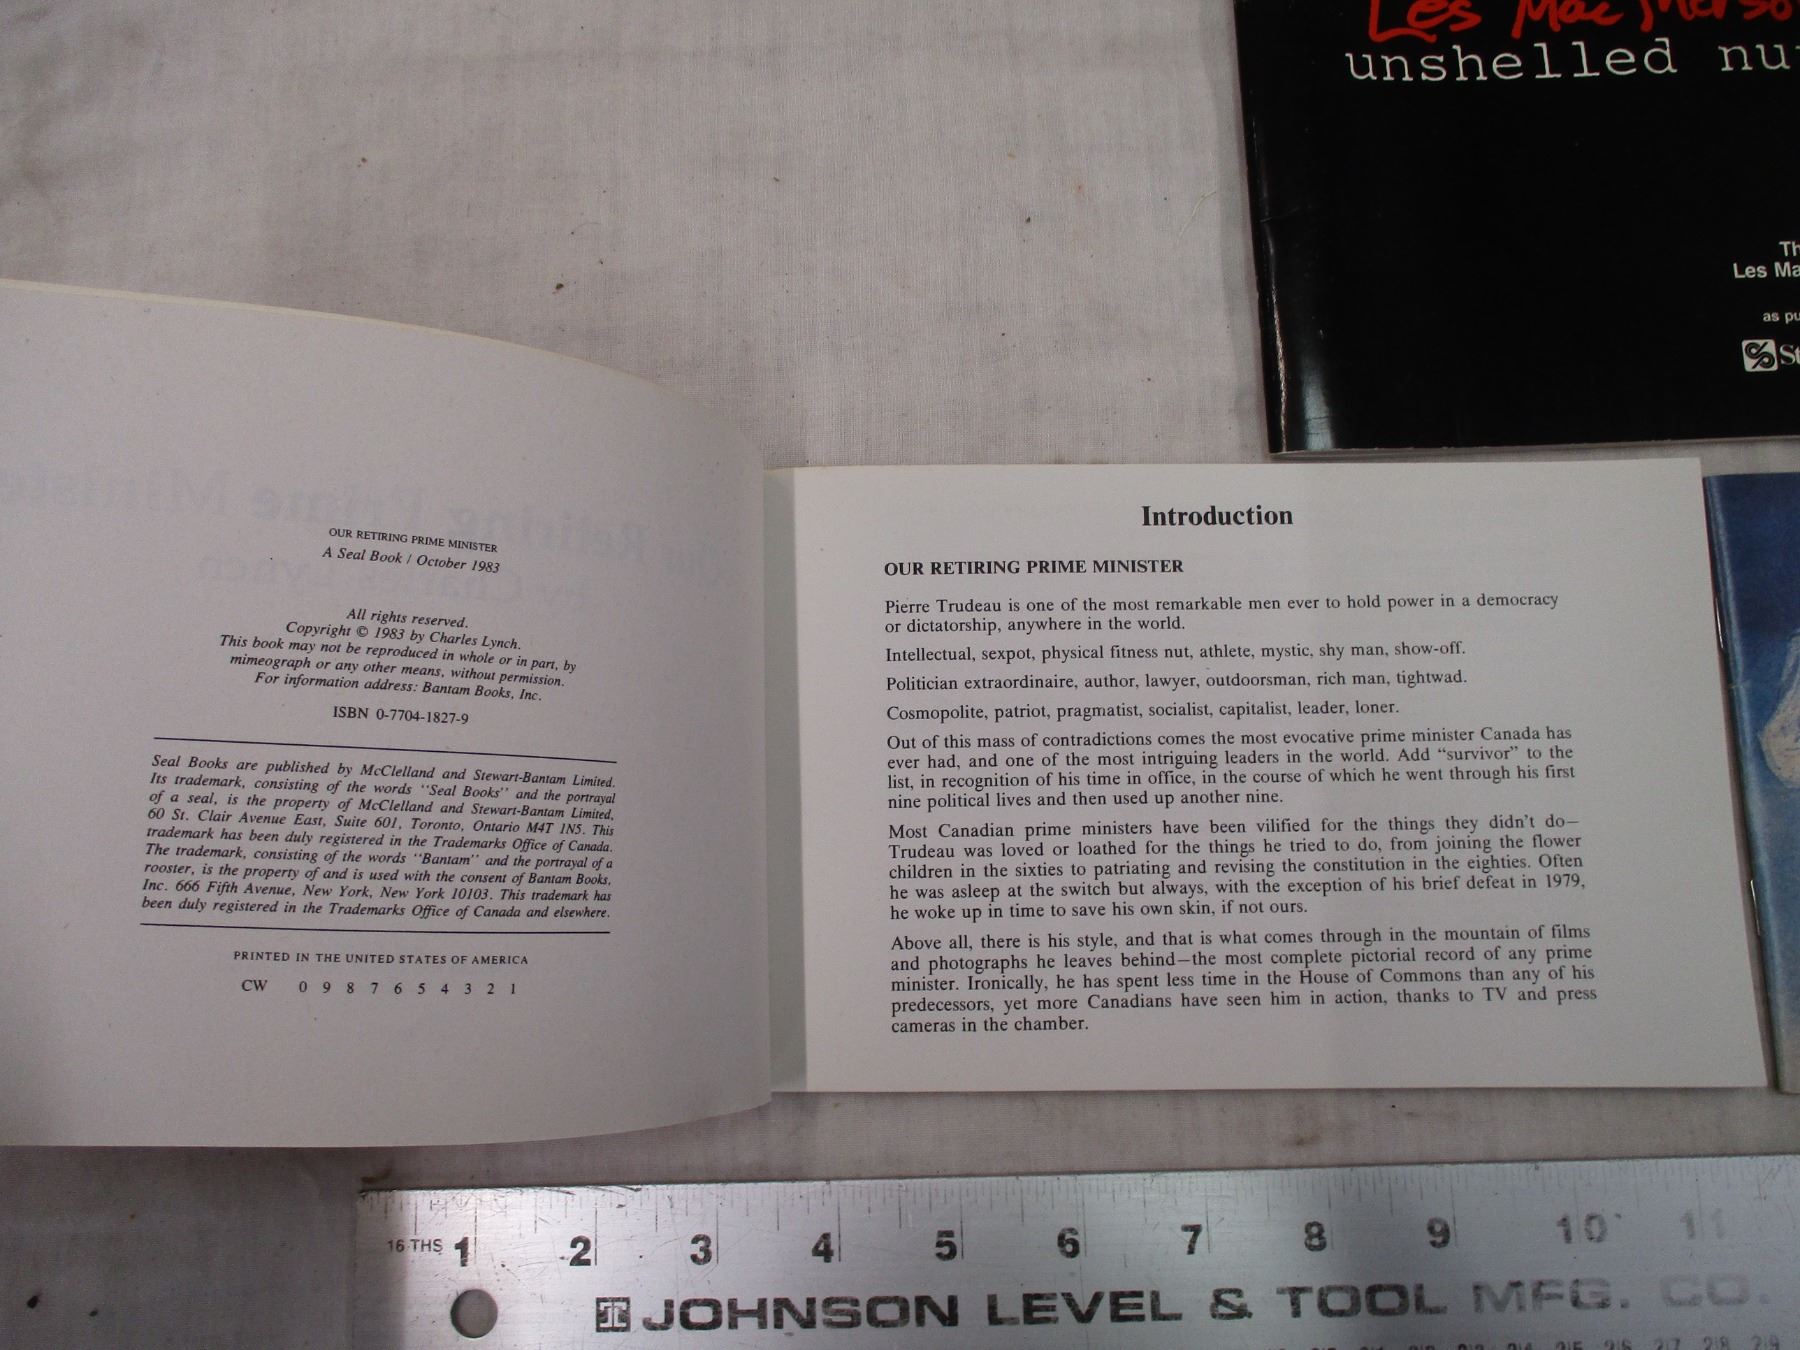 Les MacPherso
unshelled nu
Th
Les Ma
as pu
St
OUR RETIRING PRIME MINISTER
A Seal Book / October 1983
All rights reserved.
Copyright © 1983 by Charles Lynch.
This book may not be reproduced in whole or in part, by
mimeograph or any other means, without permission.
For information address: Bantam Books, Inc.
ISBN 0-7704-1827-9
Seal Books are published by McClelland and Stewart-Bantam Limited.
Its trademark, consisting of the words "Seal Books" and the portrayal
of a seal, is the property of McClelland and Stewart-Bantam Limited,
60 St. Clair Avenue East, Suite 601, Toronto, Ontario M4T 1N5. This
trademark has been duly registered in the Trademarks Office of Canada.
The trademark, consisting of the words "Bantam" and the portrayal of a
rooster, is the property of and is used with the consent of Bantam Books,
Inc. 666 Fifth Avenue, New York, New York 10103. This trademark has
been duly registered in the Trademarks Office of Canada and elsewhere.
PRINTED IN THE UNITED STATES OF AMERICA
CW 0 9 8 7 6 5 4 3 2 1
Introduction
OUR RETIRING PRIME MINISTER
Pierre Trudeau is one of the most remarkable men ever to hold power in a democracy
or dictatorship, anywhere in the world.
Intellectual, sexpot, physical fitness nut, athlete, mystic, shy man, show-off.
Politician extraordinaire, author, lawyer, outdoorsman, rich man, tightwad.
Cosmopolite, patriot, pragmatist, socialist, capitalist, leader, loner.
Out of this mass of contradictions comes the most evocative prime minister Canada has
ever had, and one of the most intriguing leaders in the world. Add "survivor" to the
list, in recognition of his time in office, in the course of which he went through his first
nine political lives and then used up another nine.
Most Canadian prime ministers have been vilified for the things they didn't do—
Trudeau was loved or loathed for the things he tried to do, from joining the flower
children in the sixties to patriating and revising the constitution in the eighties. Often
he was asleep at the switch but always, with the exception of his brief defeat in 1979,
he woke up in time to save his own skin, if not ours.
Above all, there is his style, and that is what comes through in the mountain of films
and photographs he leaves behind—the most complete pictorial record of any prime
minister. Ironically, he has spent less time in the House of Commons than any of his
predecessors, yet more Canadians have seen him in action, thanks to TV and press
cameras in the chamber.
16 THS 1 2 3 4 5 6 7 8 9 10 11
JOHNSON LEVEL & TOOL MFG. CO.